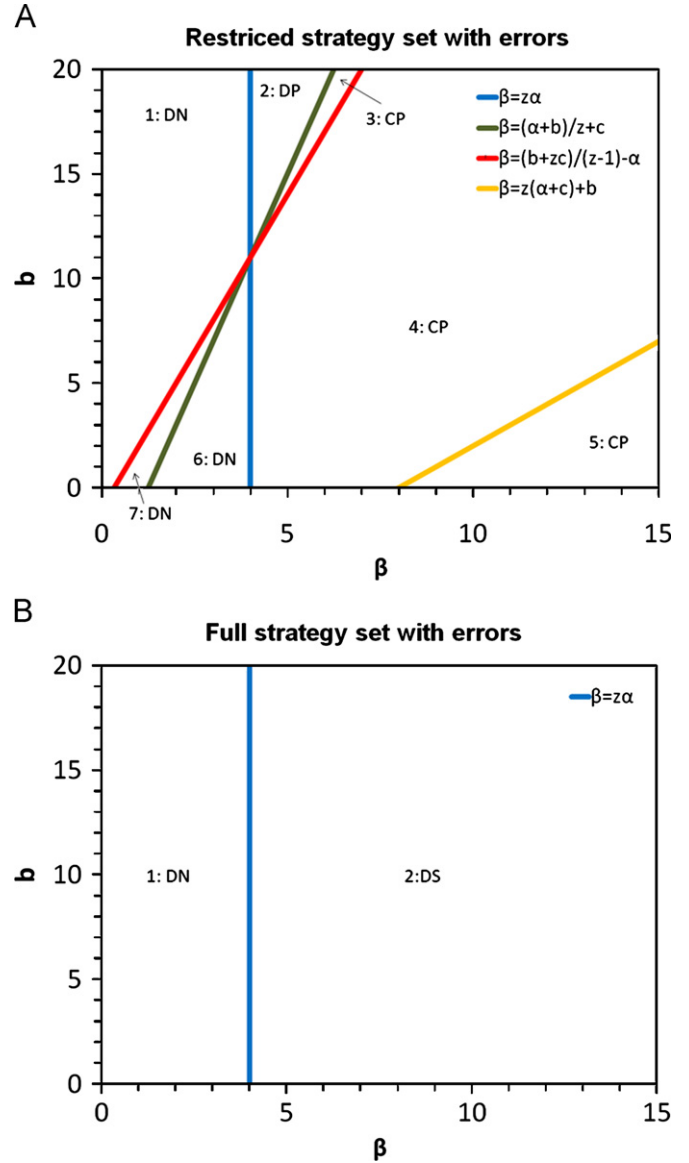 A
Restriced strategy set with errors
20
1: DN
2: DP
3: CP
β=zα
β=(α+b)/z+c
β=(b+zc)/(z-1)-α
β=z(α+c)+b
15
b
10
4: CP
5
5: CP
6: DN
0
7: DN
0
5
10
15
β
B
Full strategy set with errors
20
β=zα
15
b
10
1: DN
2:DS
5
0
0
5
10
15
β